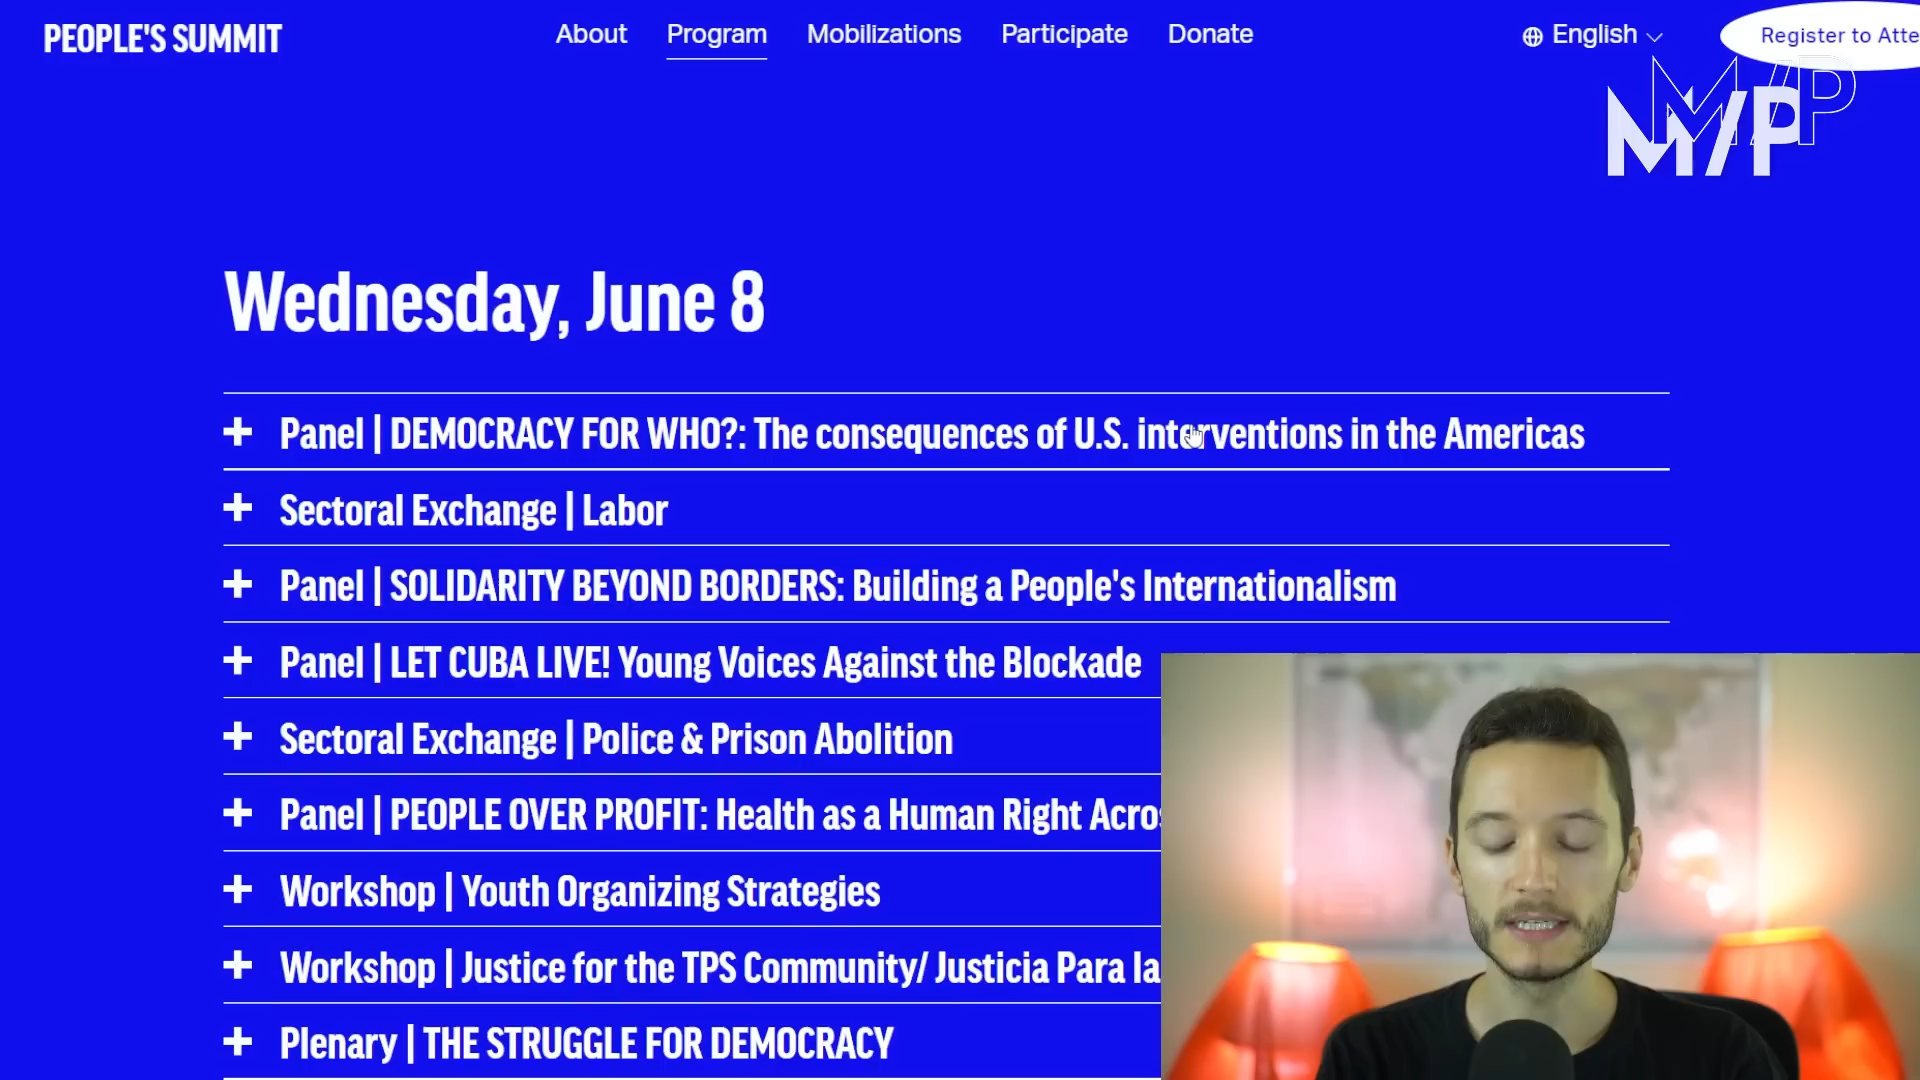 PEOPLE'S SUMMIT
About Program Mobilizations Participate Donate
English
Register to Atte
M/P
M/P
Wednesday, June 8
+ Panel | DEMOCRACY FOR WHO?: The consequences of U.S. interventions in the Americas
+ Sectoral Exchange | Labor
+ Panel | SOLIDARITY BEYOND BORDERS: Building a People's Internationalism
+ Panel | LET CUBA LIVE! Young Voices Against the Blockade
+ Sectoral Exchange | Police & Prison Abolition
+ Panel | PEOPLE OVER PROFIT: Health as a Human Right Acros
+ Workshop | Youth Organizing Strategies
+ Workshop | Justice for the TPS Community/ Justicia Para la
+ Plenary | THE STRUGGLE FOR DEMOCRACY